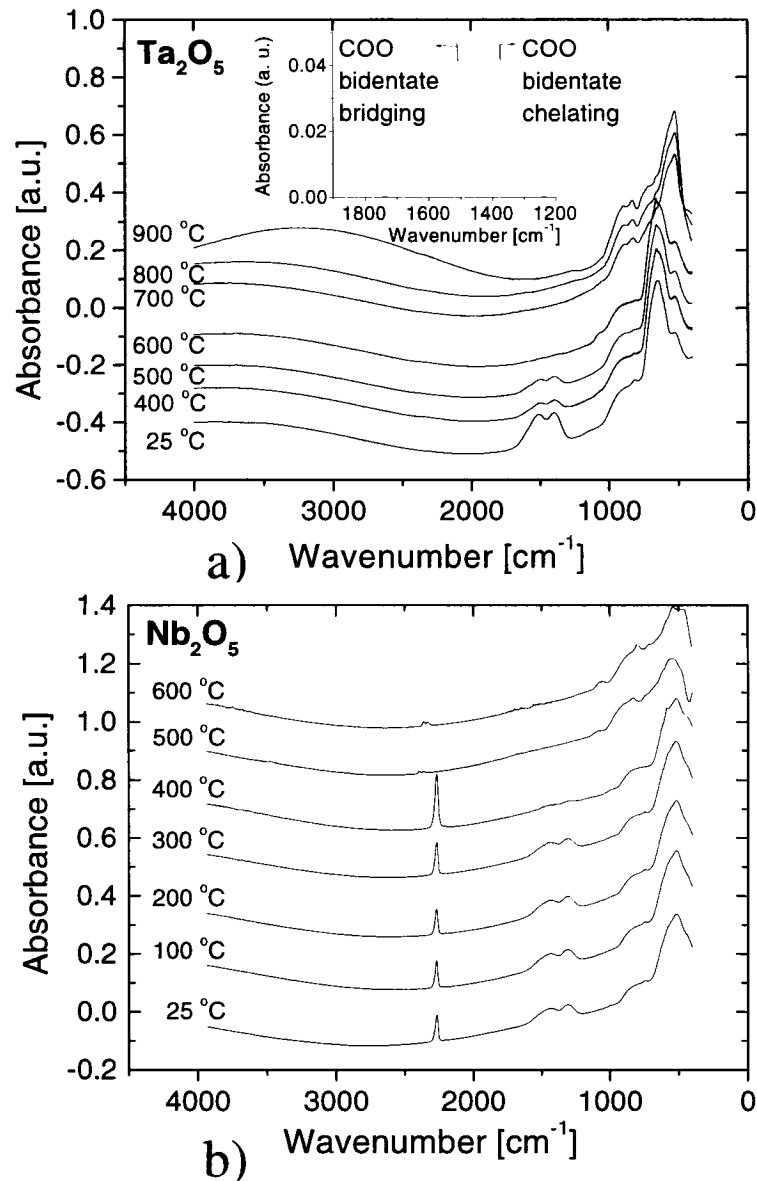 Ta₂O₅
Absorbance [a.u.]
1.0
0.8
0.6
0.4
0.2
0.0
-0.2
-0.4
-0.6
Absorbance (a. u.)
0.04
0.02
0.00
COO
bidentate
bridging
COO
bidentate
chelating
1800 1600 1400 1200
Wavenumber [cm⁻¹]
900 °C
800 °C
700 °C
600 °C
500 °C
400 °C
25 °C
4000 3000 2000 1000 0
Wavenumber [cm⁻¹]
a)
Nb₂O₅
Absorbance [a.u.]
1.4
1.2
1.0
0.8
0.6
0.4
0.2
0.0
-0.2
600 °C
500 °C
400 °C
300 °C
200 °C
100 °C
25 °C
4000 3000 2000 1000 0
Wavenumber [cm⁻¹]
b)